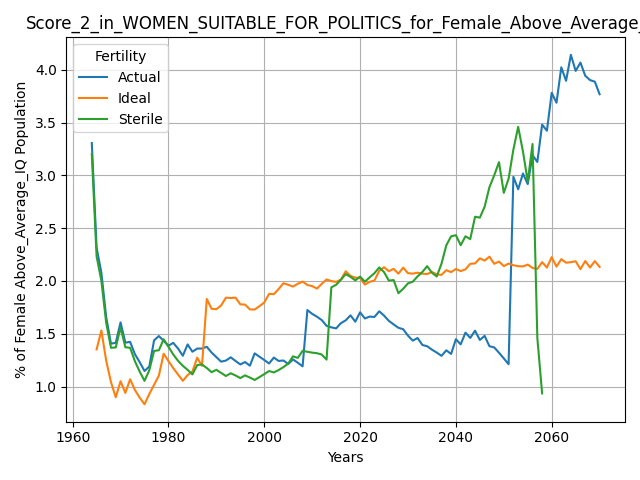 Score_2_in_WOMEN_SUITABLE_FOR_POLITICS_for_Female_Above_Average_
Fertility
Actual
Ideal
Sterile
% of Female Above_Average_IQ Population
4.0
3.5
3.0
2.5
2.0
1.5
1.0
1960
1980
2000
2020
2040
2060
Years